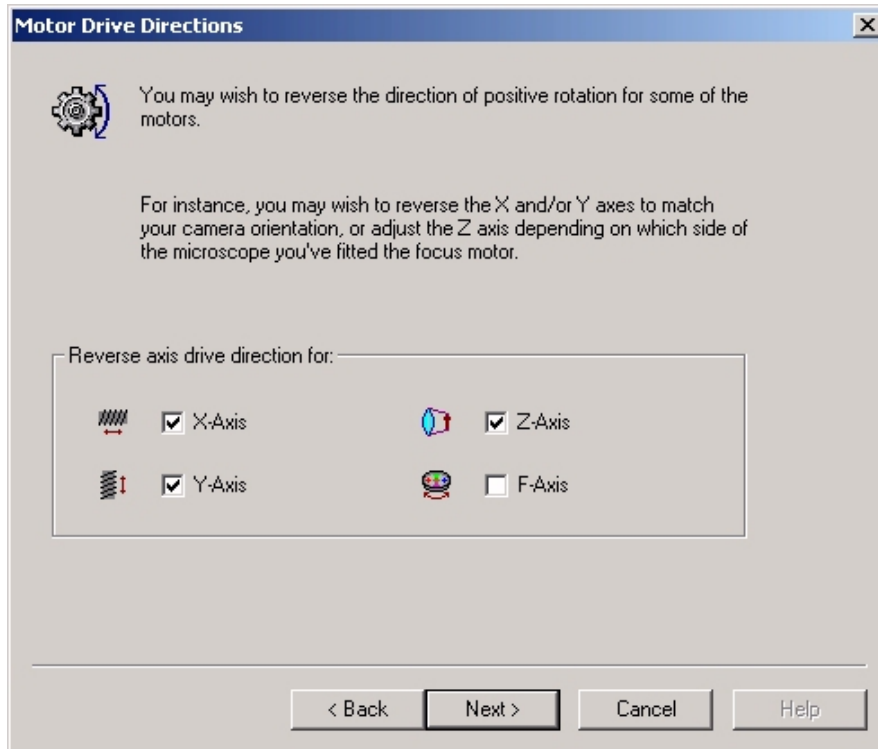 Motor Drive Directions
You may wish to reverse the direction of positive rotation for some of the
motors.
For instance, you may wish to reverse the X and/or Y axes to match
your camera orientation, or adjust the Z axis depending on which side of
the microscope you've fitted the focus motor.
Reverse axis drive direction for:
X-Axis
Z-Axis
Y-Axis
F-Axis
< Back
Next >
Cancel
Help